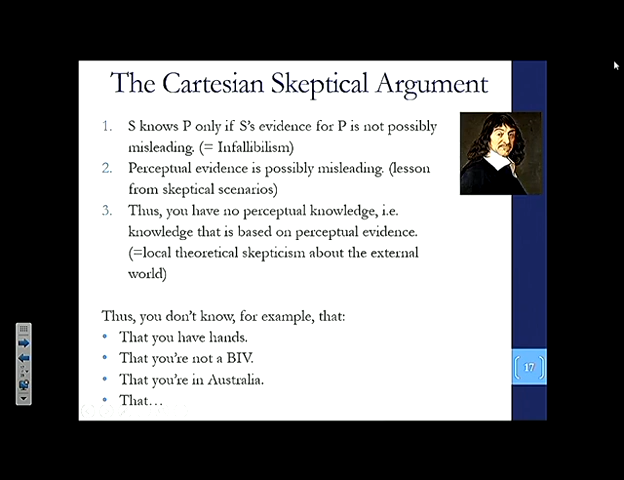 The Cartesian Skeptical Argument
1. S knows P only if S's evidence for P is not possibly
misleading. (= Infallibilism)
2. Perceptual evidence is possibly misleading. (lesson
from skeptical scenarios)
3. Thus, you have no perceptual knowledge, i.e.
knowledge that is based on perceptual evidence.
(=local theoretical skepticism about the external
world)
Thus, you don't know, for example, that:
• That you have hands.
• That you're not a BIV.
• That you're in Australia.
• That…
17